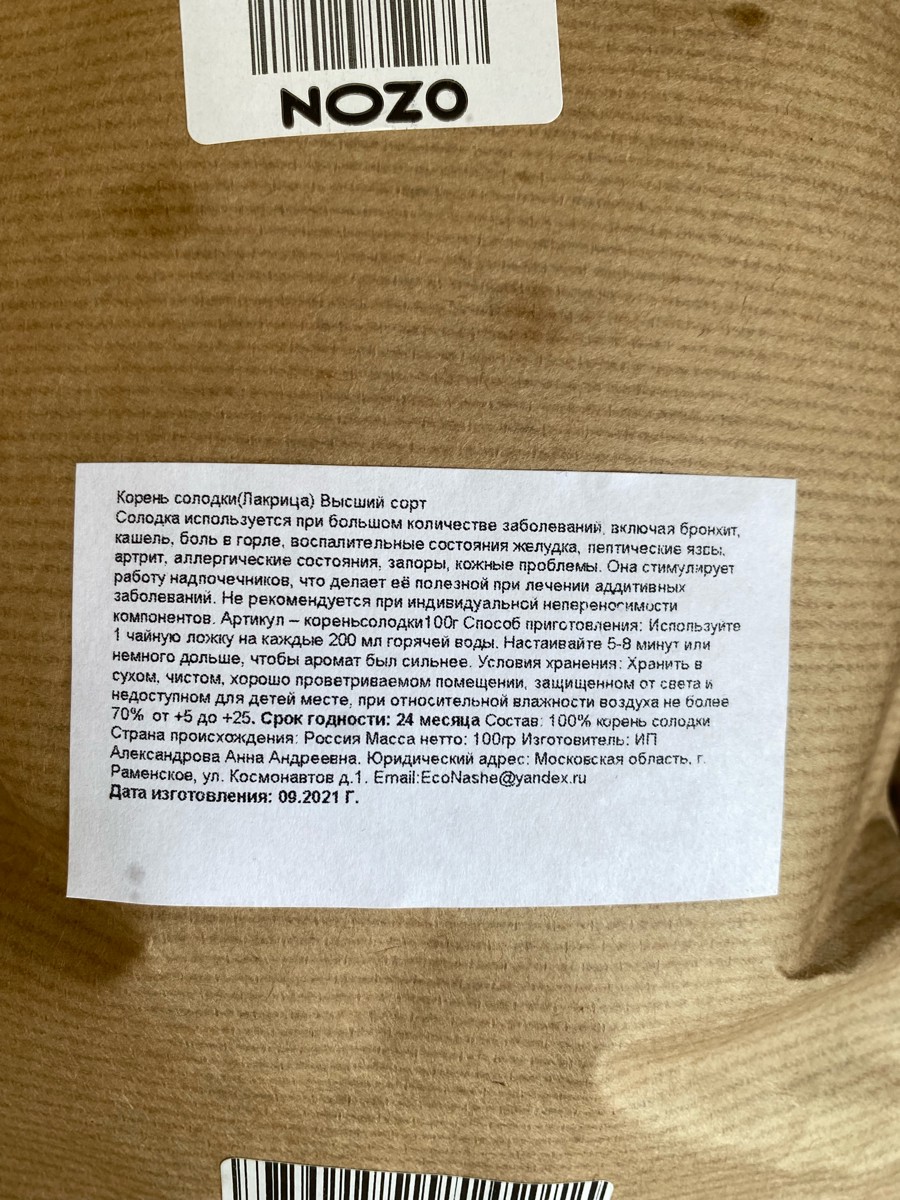 OZON
Корень солодки(Лакрица) Высший сорт
Солодка используется при большом количестве заболеваний, включая бронхит,
кашель, боль в горле, воспалительные состояния желудка, пептические язвы,
артрит, аллергические состояния, запоры, кожные проблемы. Она стимулирует
работу надпочечников, что делает её полезной при лечении аддитивных
заболеваний. Не рекомендуется при индивидуальной непереносимости
компонентов. Артикул – кореньсолодки100г Способ приготовления: Используйте
1 чайную ложку на каждые 200 мл горячей воды. Настаивайте 5-8 минут или
немного дольше, чтобы аромат был сильнее. Условия хранения: Хранить в
сухом, чистом, хорошо проветриваемом помещении, защищенном от света и
недоступном для детей месте, при относительной влажности воздуха не более
70% от +5 до +25. Срок годности: 24 месяца Состав: 100% корень солодки
Страна происхождения: Россия Масса нетто: 100гр Изготовитель: ИП
Александрова Анна Андреевна. Юридический адрес: Московская область, г.
Раменское, ул. Космонавтов д.1. Email:EcoNashe@yandex.ru
Дата изготовления: 09.2021 Г.